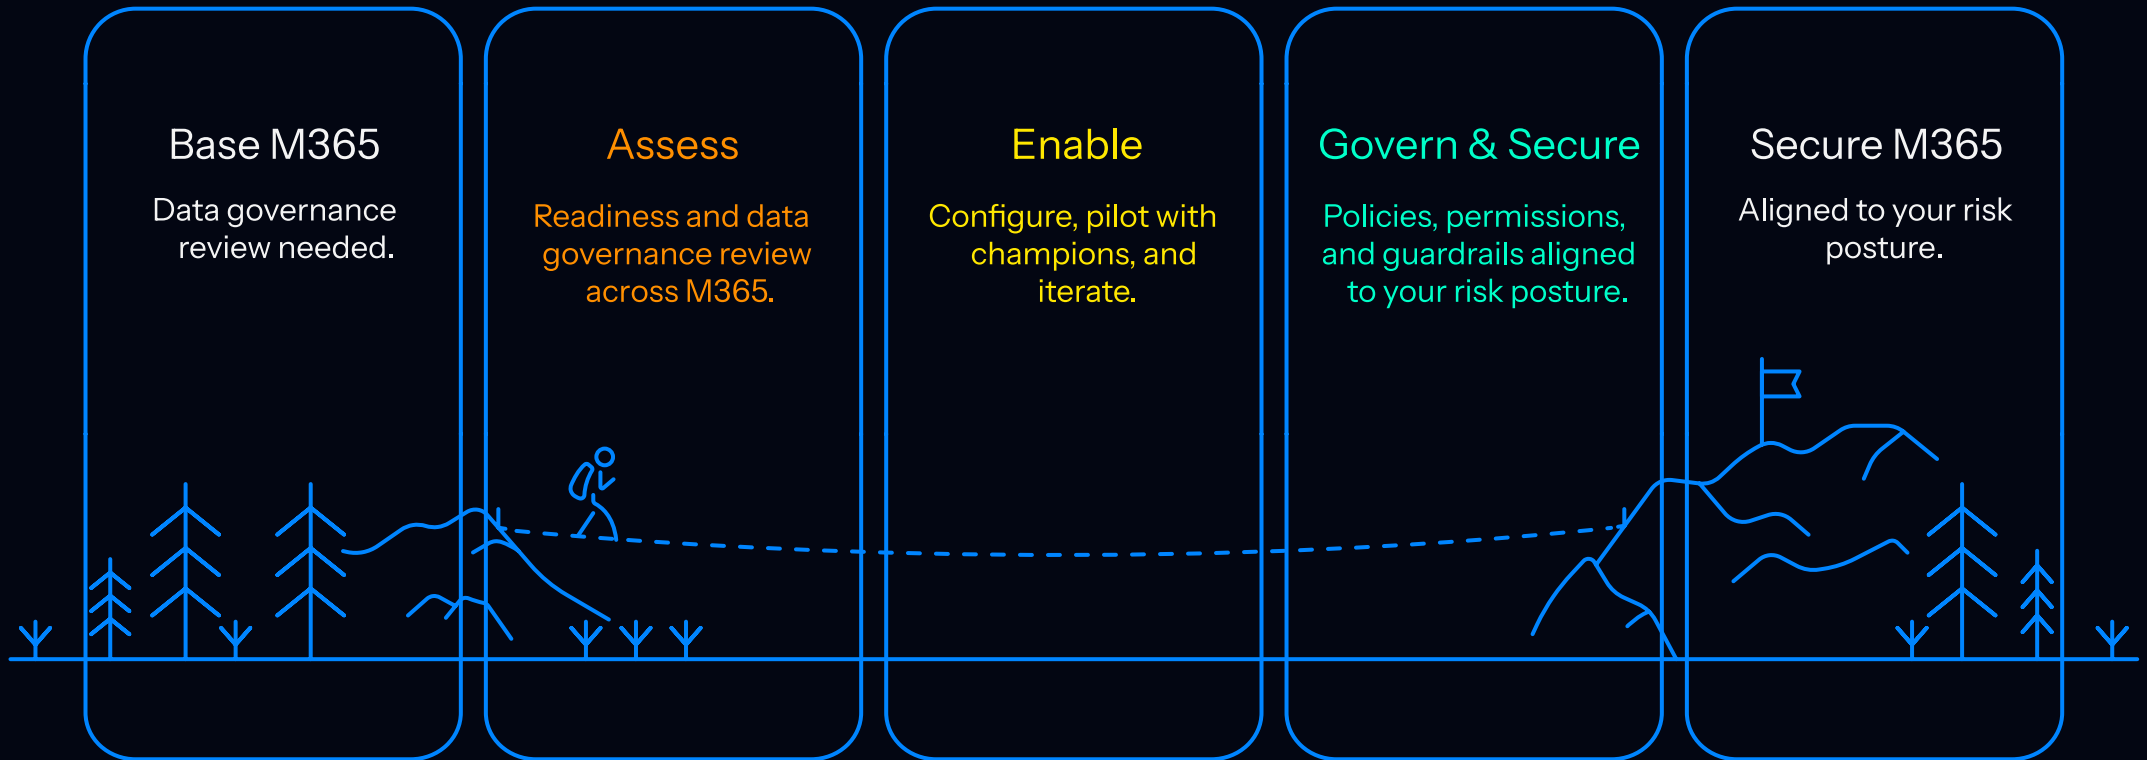 Base M365
Data governance
review needed.
Assess
Readiness and data
governance review
across M365.
Enable
Configure, pilot with
champions, and
iterate.
Govern & Secure
Policies, permissions,
and guardrails aligned
to your risk posture.
Secure M365
Aligned to your risk
posture.